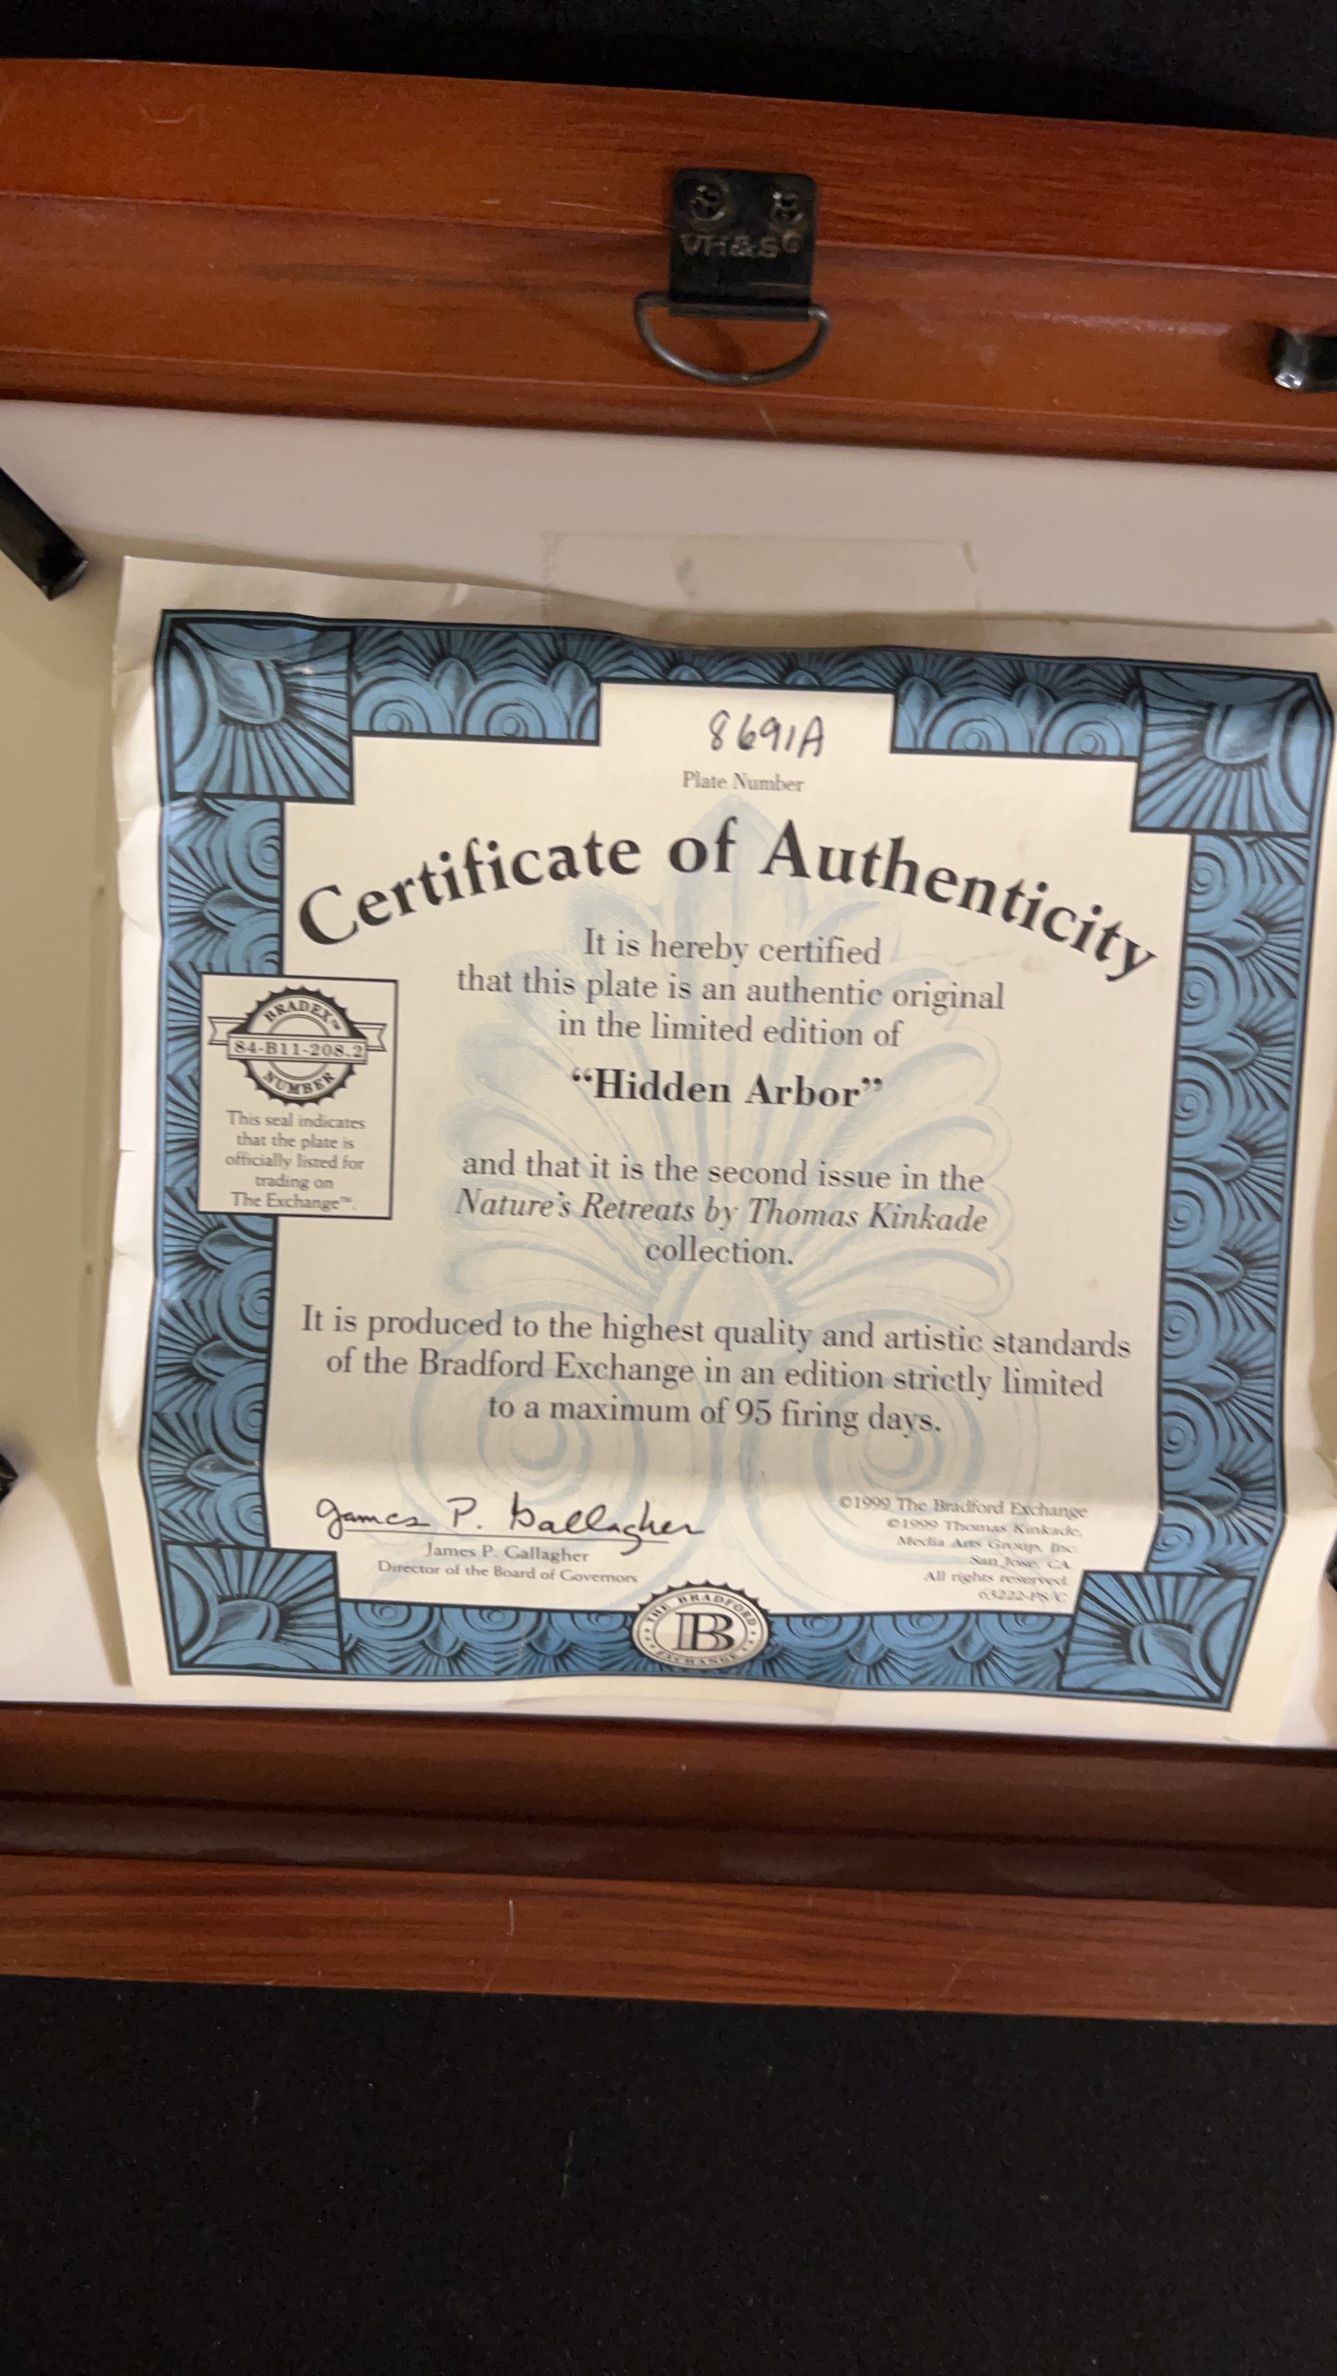 VH&S®
8691A
Plate Number
Certificate of Authenticity
It is hereby certified
that this plate is an authentic original
in the limited edition of
“Hidden Arbor”
and that it is the second issue in the
Nature's Retreats by Thomas Kinkade
collection.
It is produced to the highest quality and artistic standards
of the Bradford Exchange in an edition strictly limited
to a maximum of 95 firing days.
BRADEX™
84-B11-208.2
NUMBER
This seal indicates
that the plate is
officially listed for
trading on
The Exchange℠.
James P. Gallagher
James P. Gallagher
Director of the Board of Governors
©1999 The Bradford Exchange
©1999 Thomas Kinkade,
Media Arts Group, Inc.
San Jose, CA
All rights reserved.
THE BRADFORD
B
EXCHANGE